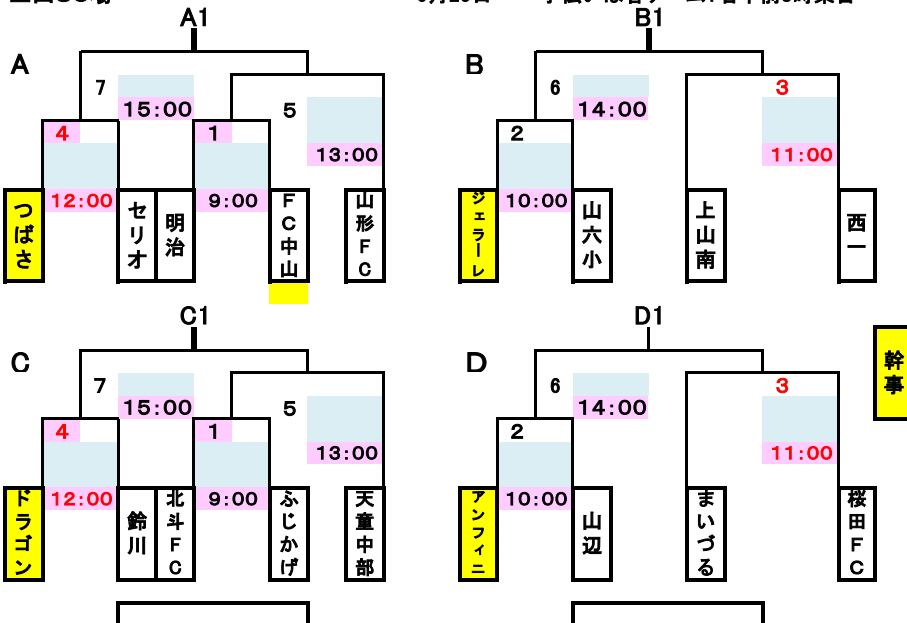 A1
B1
A
B
7
15:00
5
6
14:00
3
4
1
13:00
2
11:00
12:00
9:00
10:00
つばさ
セリオ
明治
FC中山
山形FC
ジェラーレ
山六小
上山南
西一
C1
D1
C
D
幹事
7
15:00
5
6
14:00
3
4
1
13:00
2
11:00
12:00
9:00
10:00
ドラゴン
鈴川
北斗FC
ふじかげ
天童中部
アンフィニ
山辺
まいづる
桜田FC